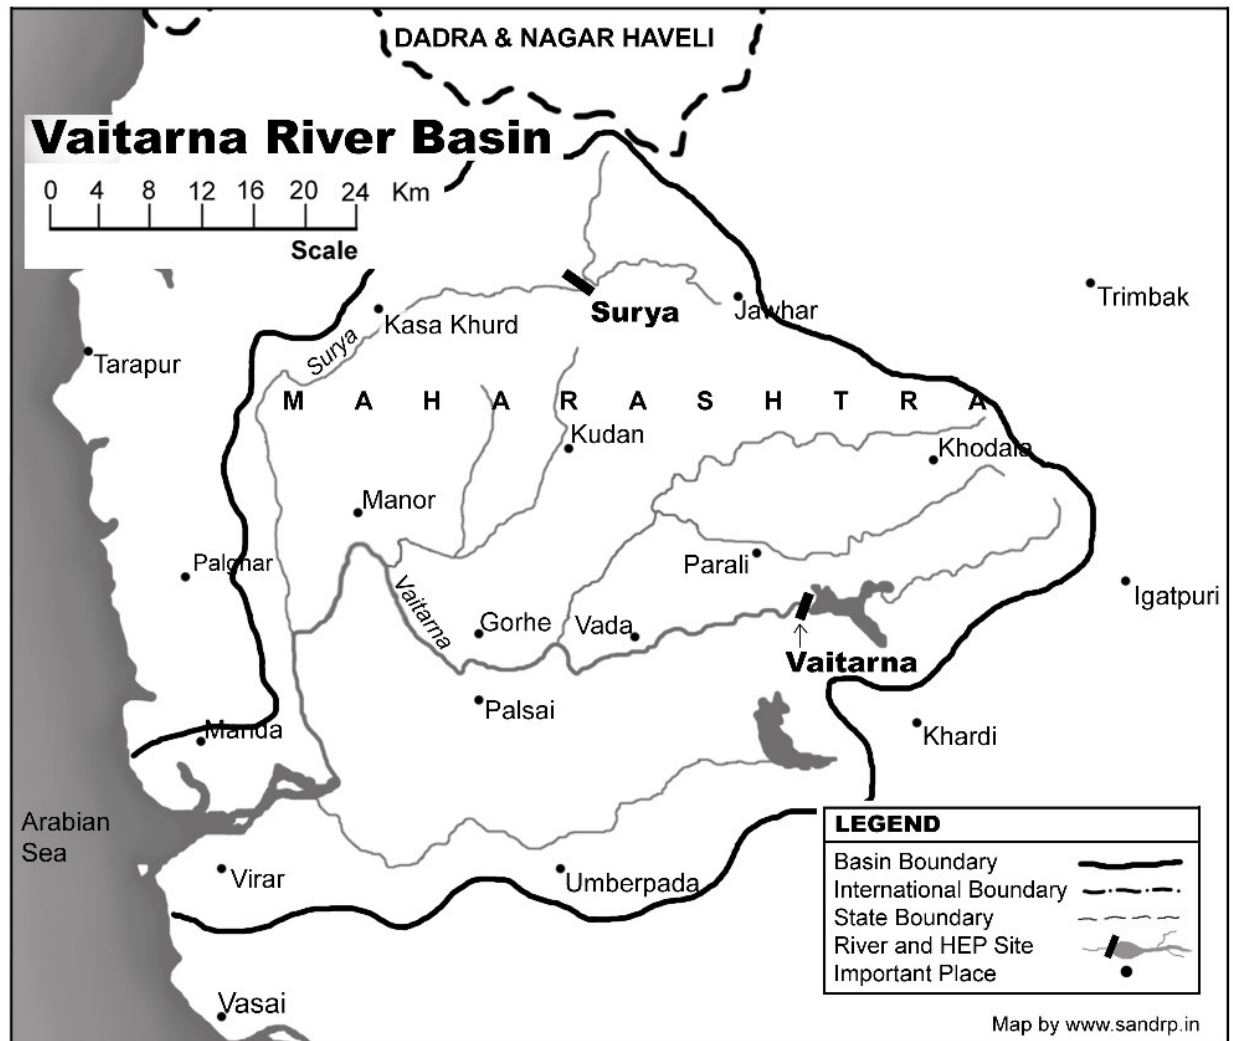 DADRA & NAGAR HAVELI
Vaitarna River Basin
0 4 8 12 16 20 24 Km
Scale
Trimbak
Surya
Jawhar
Kasa Khurd
Surya
Tarapur
M A H A R A S H T R A
Kudan
Khodala
Manor
Parali
Palghar
Vaitarna
Igatpuri
Gorhe
Vada
Vaitarna
Palsai
Manda
Khardi
Arabian
Sea
Virar
Umberpada
Vasai
LEGEND
Basin Boundary
International Boundary
State Boundary
River and HEP Site
Important Place
Map by www.sandrp.in